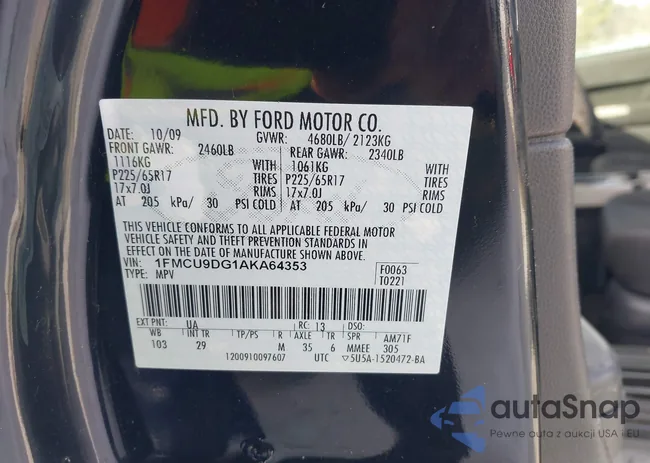 MFD. BY FORD MOTOR CO.
DATE: 10/09 GVWR: 4680LB/ 2123KG
FRONT GAWR: 2460LB REAR GAWR: 2340LB
1116KG WITH 1061KG WITH
P225/65R17 TIRES P225/65R17 TIRES
17x7.0J RIMS 17x7.0J RIMS
AT 205 kPa/ 30 PSI COLD AT 205 kPa/ 30 PSI COLD
THIS VEHICLE CONFORMS TO ALL APPLICABLE FEDERAL MOTOR
VEHICLE SAFETY AND THEFT PREVENTION STANDARDS IN
EFFECT ON THE DATE OF MANUFACTURE SHOWN ABOVE.
VIN: 1FMCU9DG1AKA64353 F0063
TYPE: MPV T0221
EXT PNT: UA RC: 13 DSO:
WB INT TR TP/PS R AXLE TR AM71F
103 29 M 35 6 MMEE 305
1200910097607 UTC ▽5U5A-1520472-BA
autaSnap
Pewne auta z aukcji USA i EU